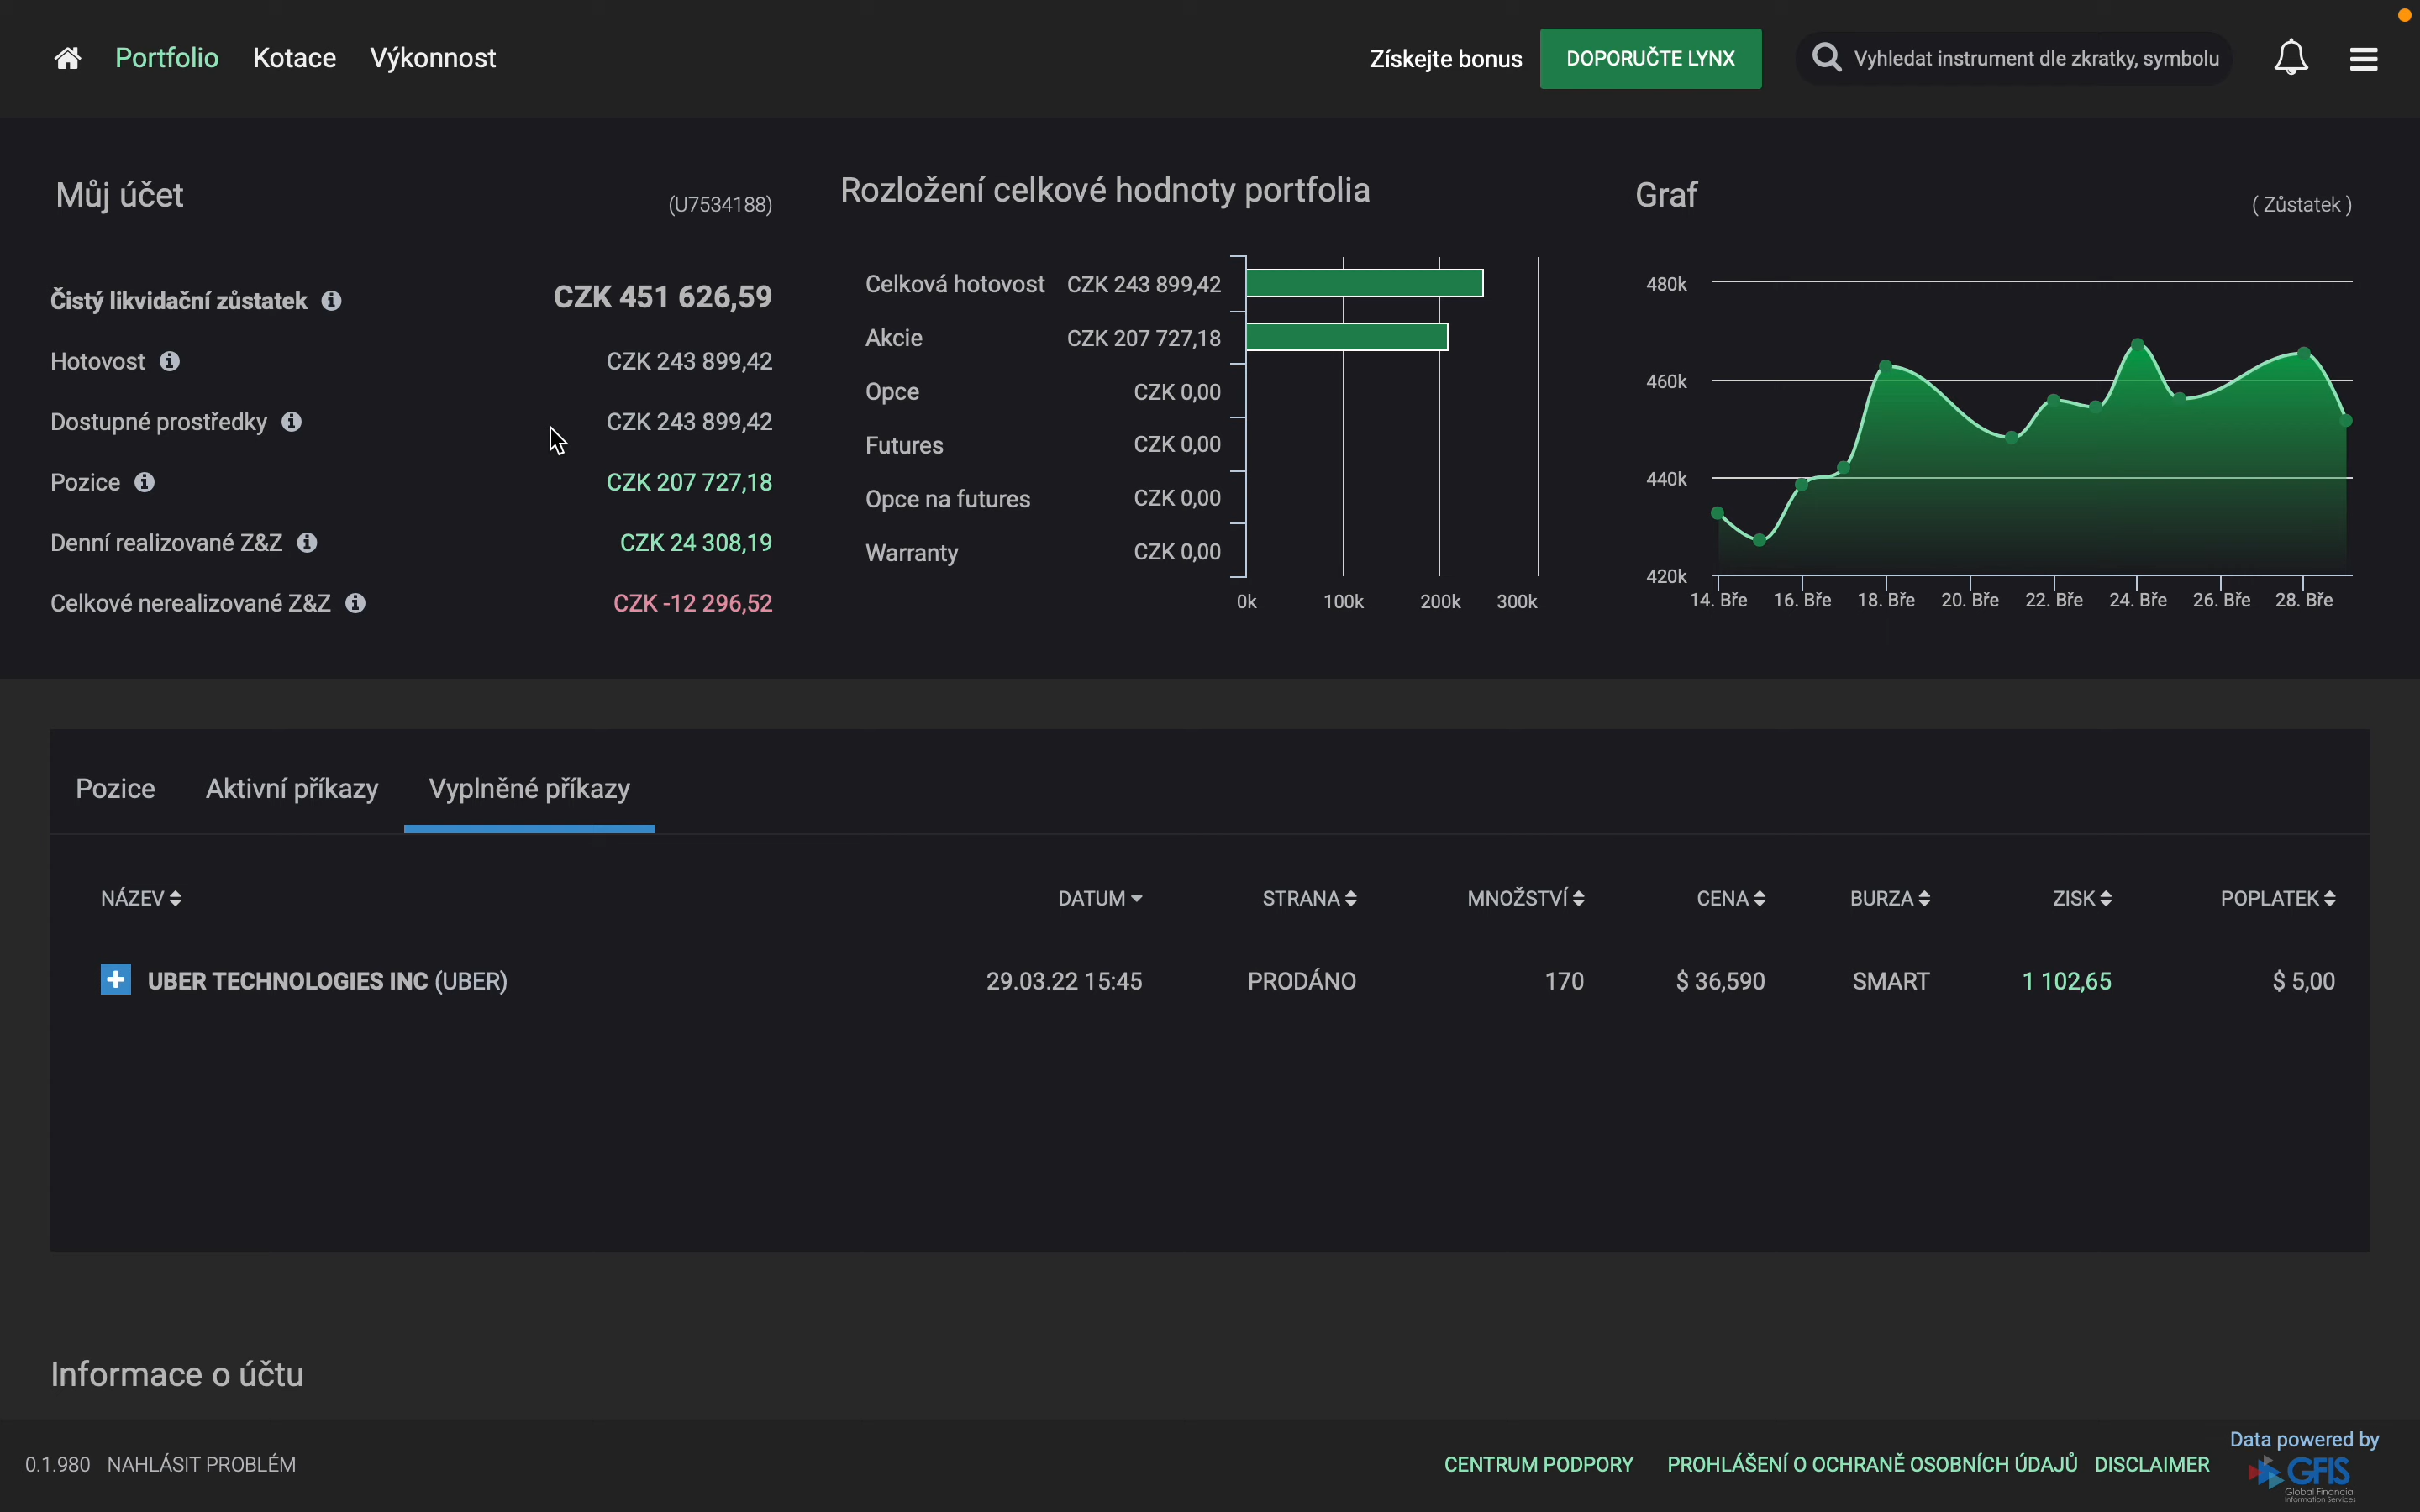 Portfolio Kotace Výkonnost Získejte bonus DOPORUČTE LYNX Vyhledat instrument dle zkratky, symbolu
Můj účet (U7534188)
Čistý likvidační zůstatek CZK 451 626,59
Hotovost CZK 243 899,42
Dostupné prostředky CZK 243 899,42
Pozice CZK 207 727,18
Denní realizované Z&Z CZK 24 308,19
Celkové nerealizované Z&Z CZK -12 296,52
Rozložení celkové hodnoty portfolia
Celková hotovost CZK 243 899,42
Akcie CZK 207 727,18
Opce CZK 0,00
Futures CZK 0,00
Opce na futures CZK 0,00
Warranty CZK 0,00
0k 100k 200k 300k
Graf ( Zůstatek )
480k
460k
440k
420k
14. Bře 16. Bře 18. Bře 20. Bře 22. Bře 24. Bře 26. Bře 28. Bře
Pozice Aktivní příkazy Vyplněné příkazy
NÁZEV DATUM STRANA MNOŽSTVÍ CENA BURZA ZISK POPLATEK
UBER TECHNOLOGIES INC (UBER) 29.03.22 15:45 PRODÁNO 170 $ 36,590 SMART 1 102,65 $ 5,00
Informace o účtu
0.1.980 NAHLÁSIT PROBLÉM CENTRUM PODPORY PROHLÁŠENÍ O OCHRANĚ OSOBNÍCH ÚDAJŮ DISCLAIMER
Data powered by
GFIS
Global Financial
Information Services